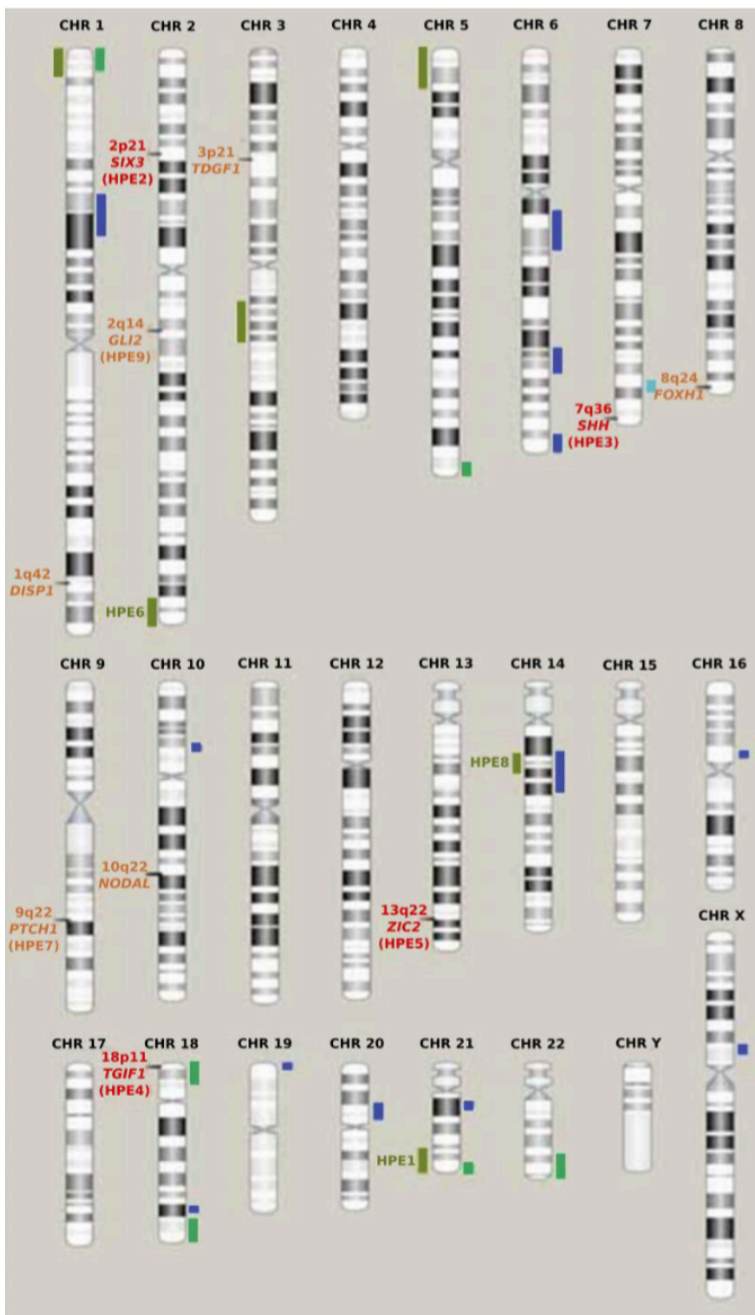 CHR 1
CHR 2
CHR 3
CHR 4
CHR 5
CHR 6
CHR 7
CHR 8
2p21
SIX3
(HPE2)
3p21
TDGF1
2q14
GLI2
(HPE9)
8q24
FOXH1
7q36
SHH
(HPE3)
1q42
DISP1
HPE6
CHR 9
CHR 10
CHR 11
CHR 12
CHR 13
CHR 14
CHR 15
CHR 16
HPE8
10q22
NODAL
9q22
PTCH1
(HPE7)
13q22
ZIC2
(HPE5)
CHR X
CHR 17
CHR 18
CHR 19
CHR 20
CHR 21
CHR 22
CHR Y
18p11
TGIF1
(HPE4)
HPE1